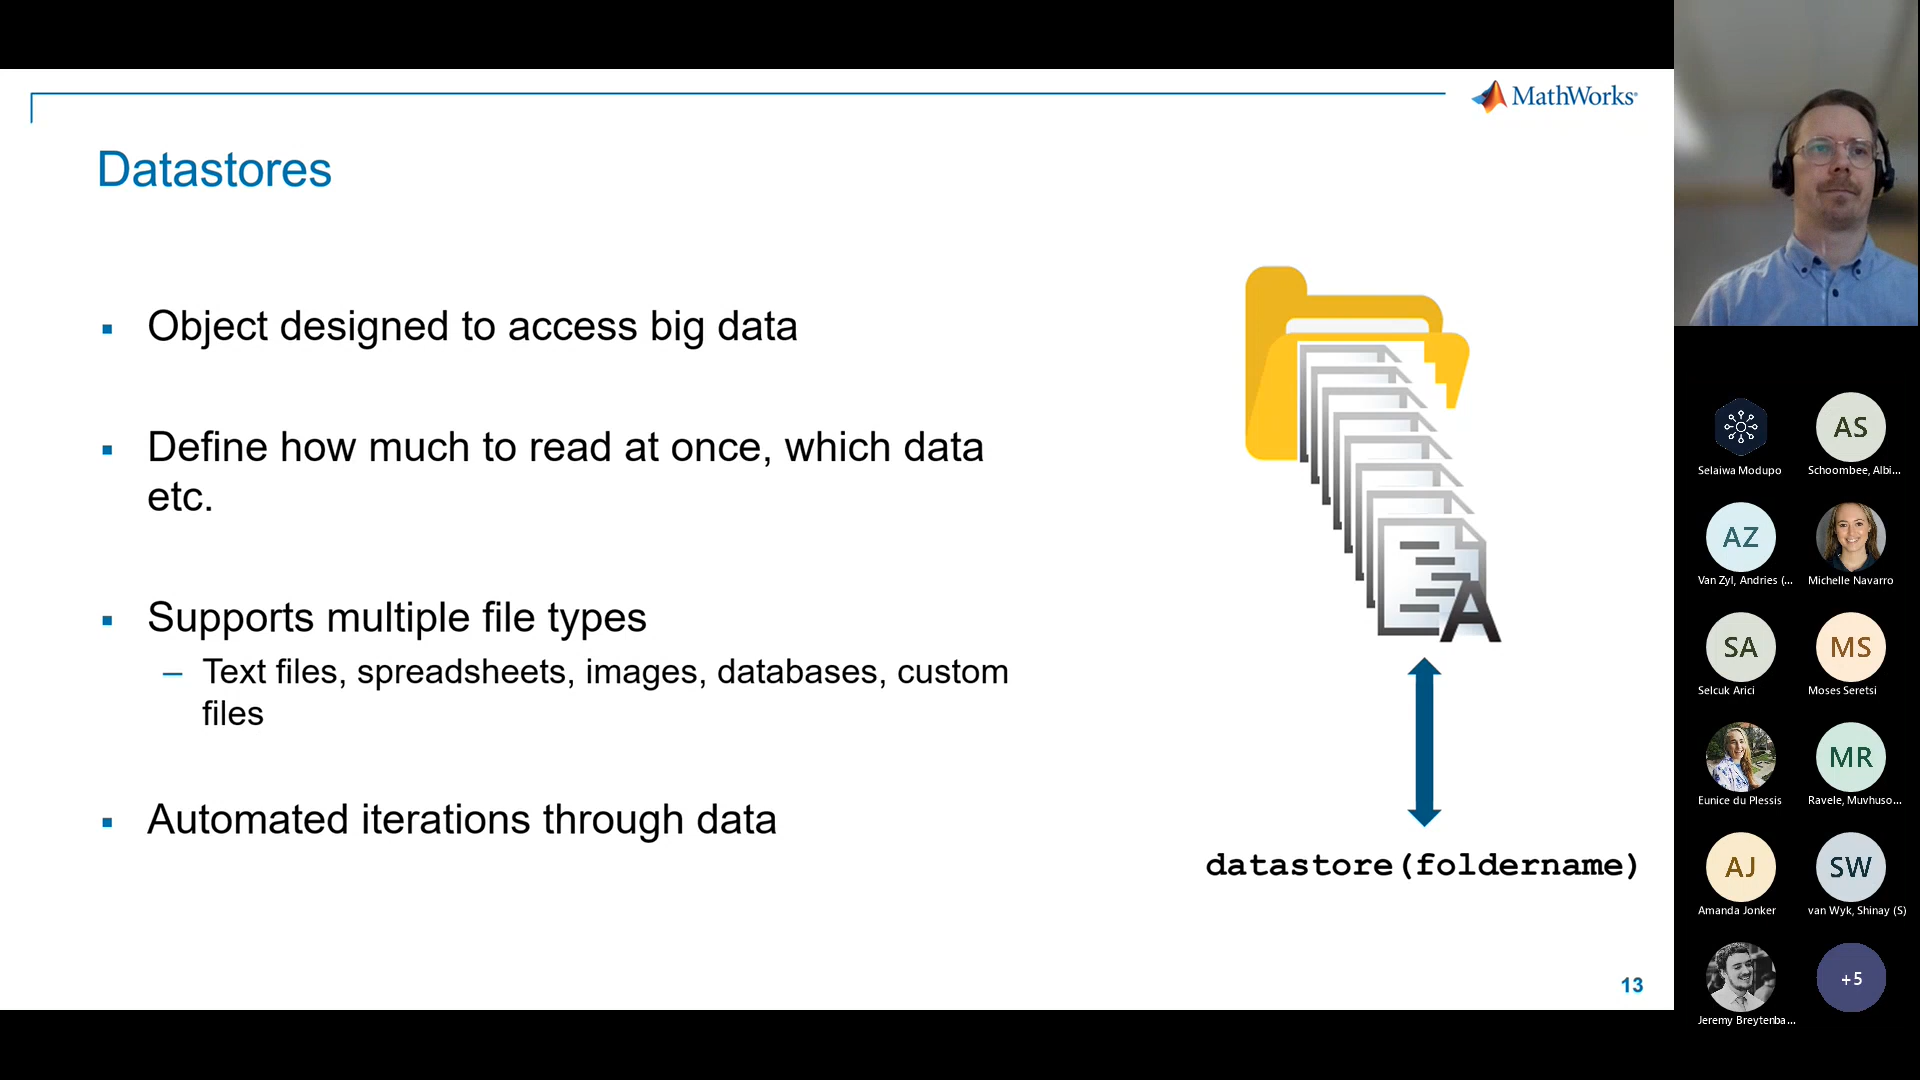 MathWorks®
Datastores
▪ Object designed to access big data
▪ Define how much to read at once, which data
etc.
▪ Supports multiple file types
– Text files, spreadsheets, images, databases, custom
files
▪ Automated iterations through data
A
datastore(foldername)
13
Selaiwa Modupo
AS
Schoombee, Albi...
AZ
Van Zyl, Andries (...
Michelle Navarro
SA
Selcuk Arici
MS
Moses Seretsi
Eunice du Plessis
MR
Ravele, Muvhuso...
AJ
Amanda Jonker
SW
van Wyk, Shinay (S)
Jeremy Breytenba...
+5